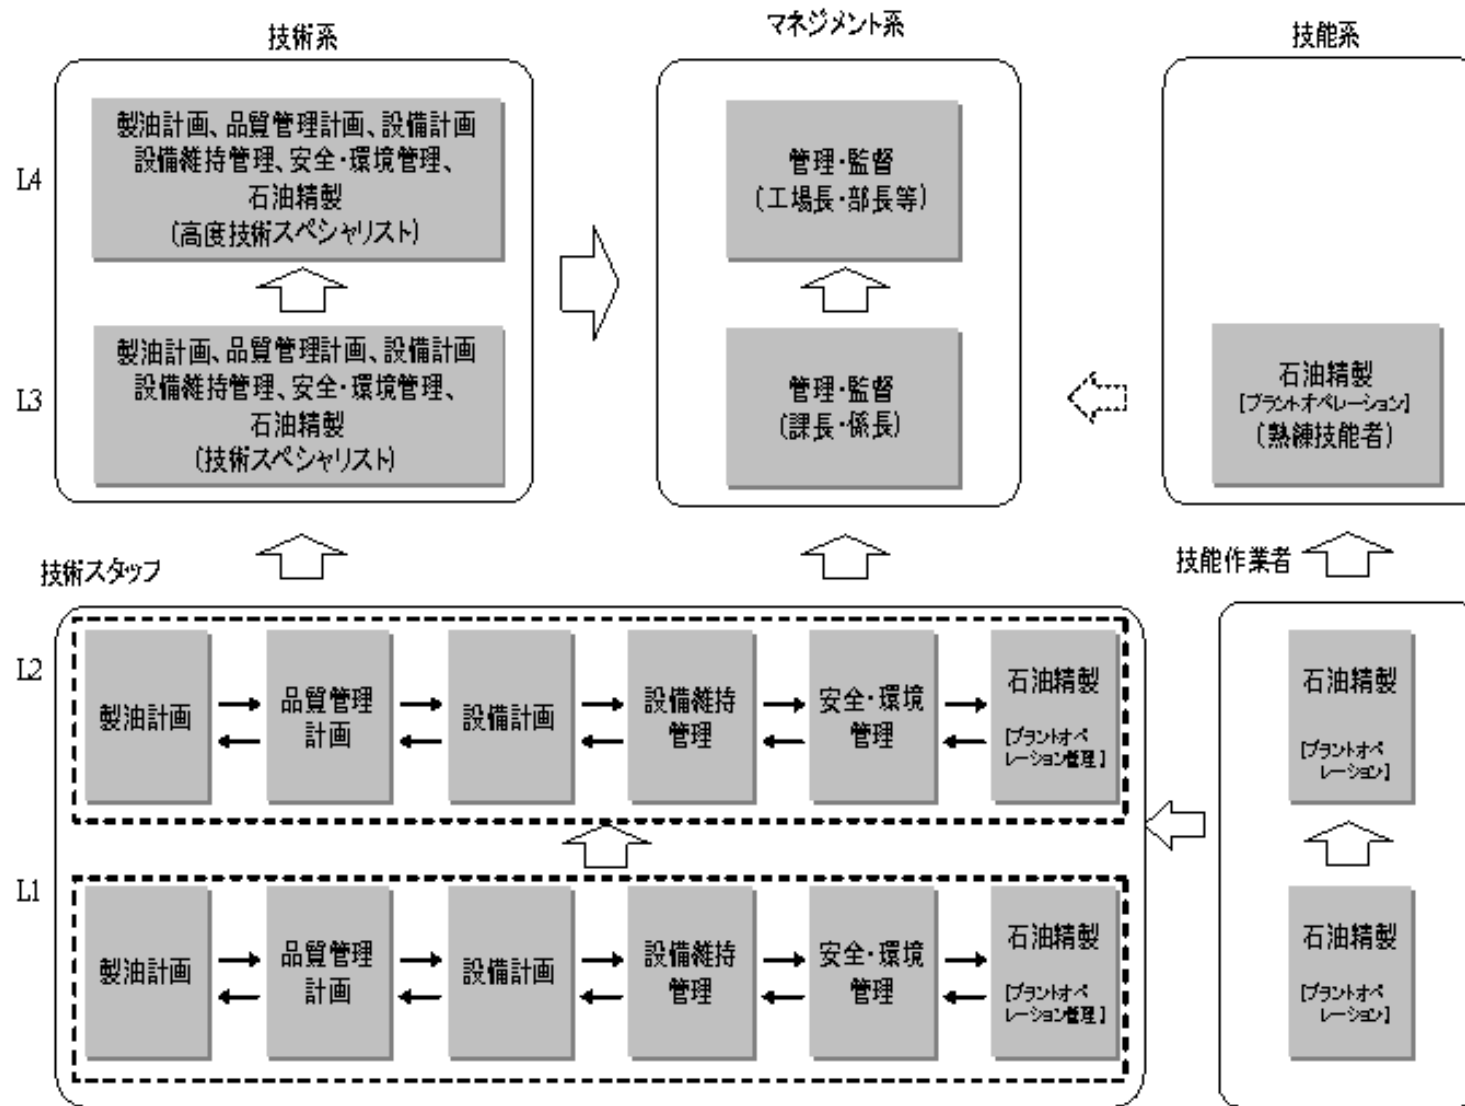 技術系
マネジメント系
技能系
L4
製油計画、品質管理計画、設備計画
設備維持管理、安全・環境管理、
石油精製
(高度技術スペシャリスト)
管理・監督
(工場長・部長等)
L3
製油計画、品質管理計画、設備計画
設備維持管理、安全・環境管理、
石油精製
(技術スペシャリスト)
管理・監督
(課長・係長)
石油精製
[プラントオペレーション]
(熟練技能者)
技術スタッフ
技能作業者
L2
製油計画
品質管理
計画
設備計画
設備維持
管理
安全・環境
管理
石油精製
[プラントオペ
レーション管理]
石油精製
[プラントオペ
レーション]
L1
製油計画
品質管理
計画
設備計画
設備維持
管理
安全・環境
管理
石油精製
[プラントオペ
レーション管理]
石油精製
[プラントオペ
レーション]